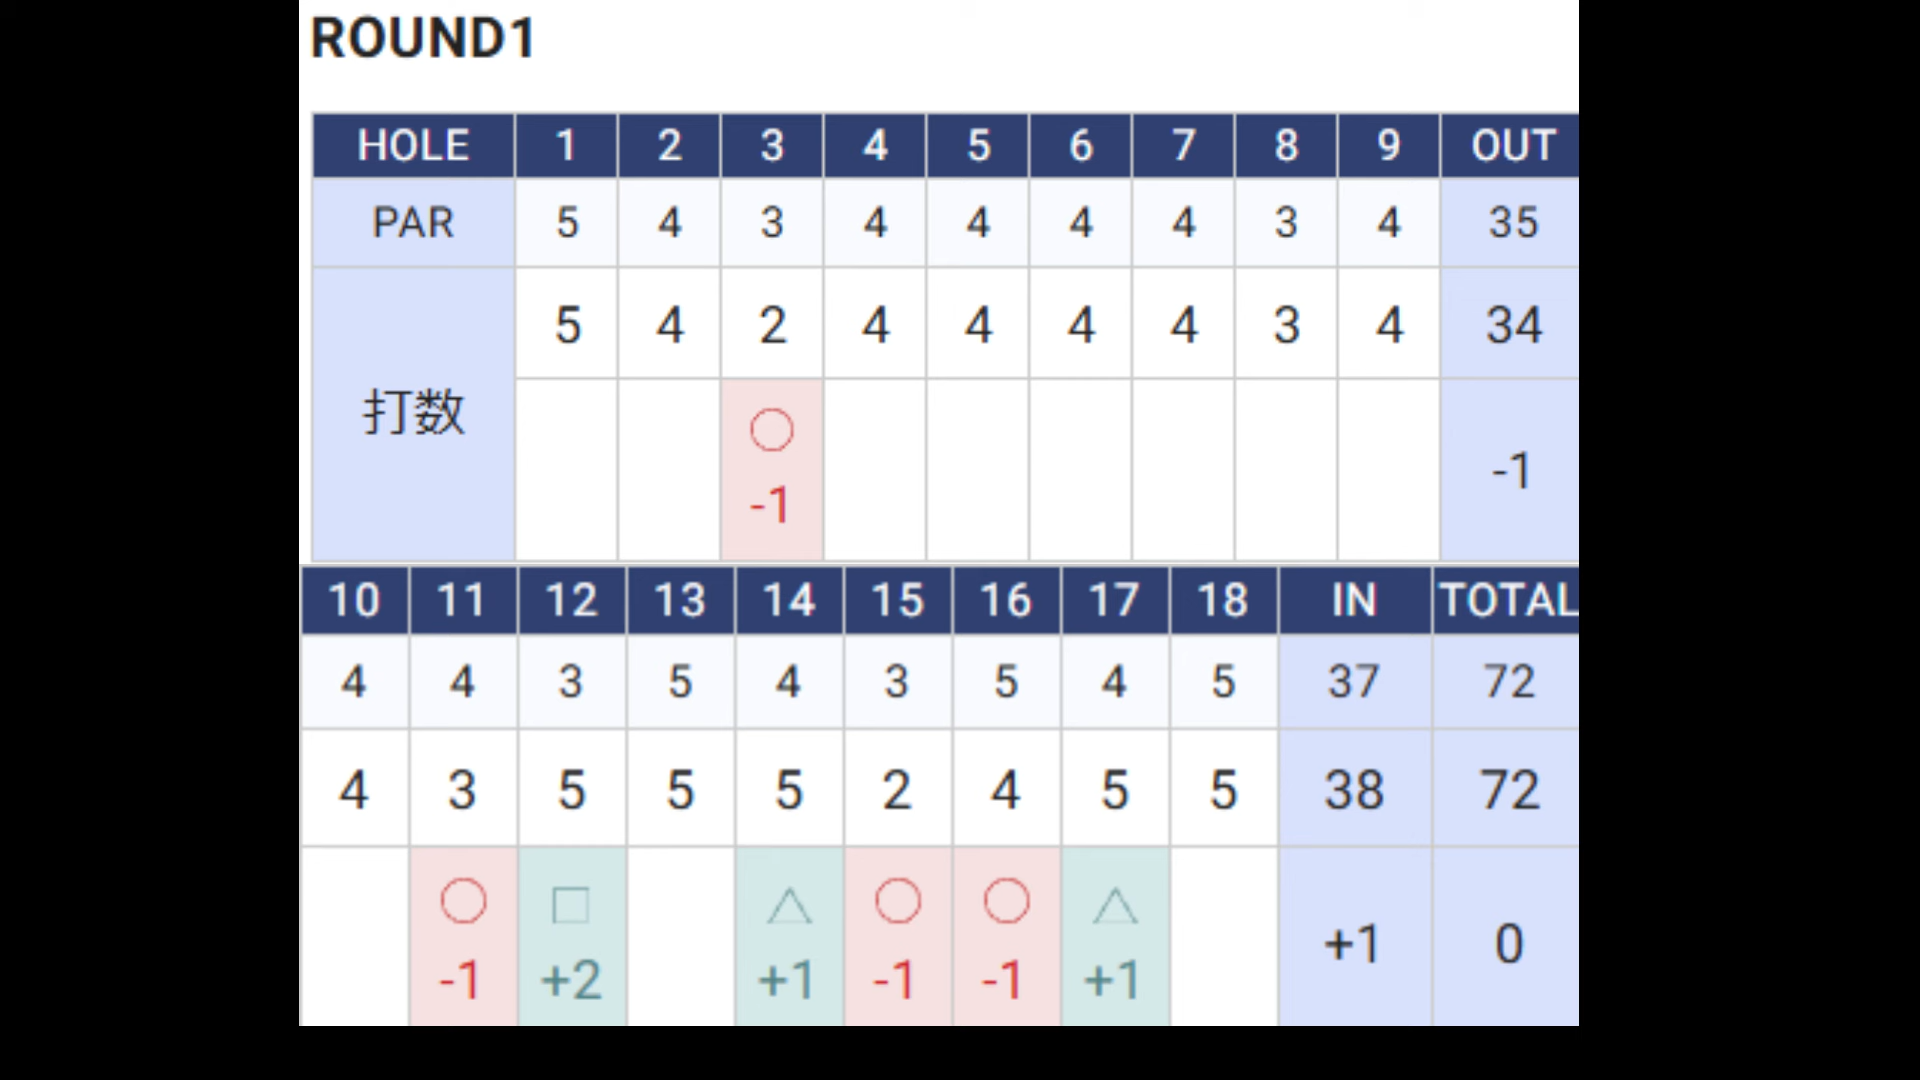 ROUND1
HOLE 1 2 3 4 5 6 7 8 9 OUT
PAR 5 4 3 4 4 4 4 3 4 35
打数 5 4 2 4 4 4 4 3 4 34
○
-1 -1
10 11 12 13 14 15 16 17 18 IN TOTAL
4 4 3 5 4 3 5 4 5 37 72
4 3 5 5 5 2 4 5 5 38 72
○ □ △ ○ ○ △
-1 +2 +1 -1 -1 +1 +1 0